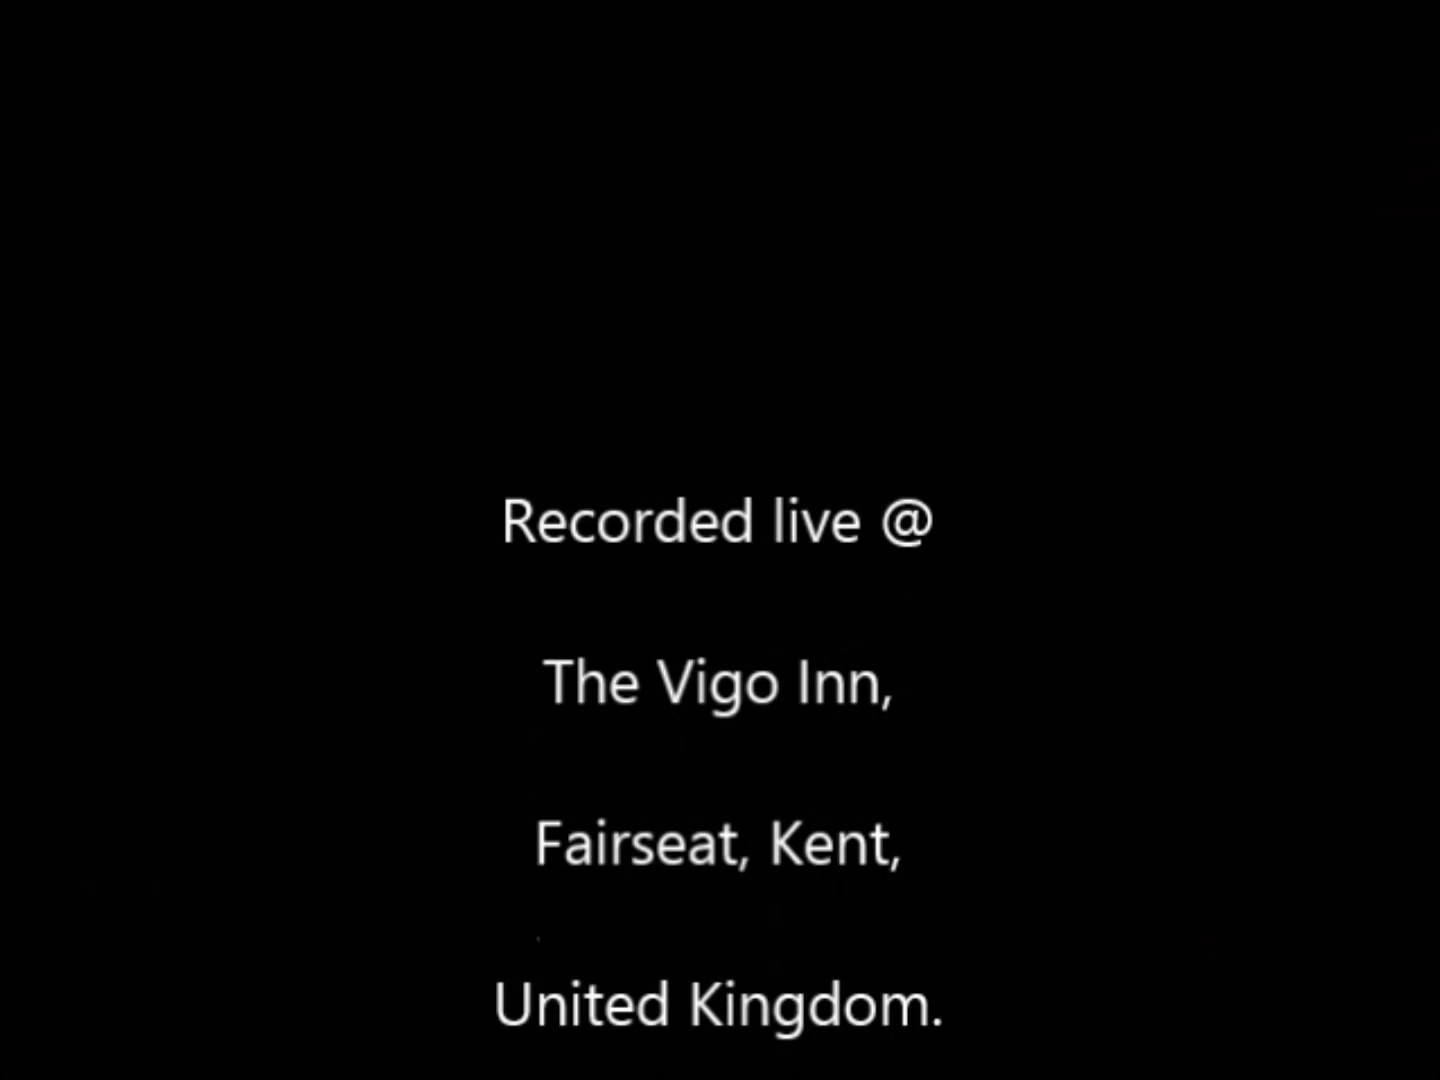 Recorded live @
The Vigo Inn,
Fairseat, Kent,
United Kingdom.